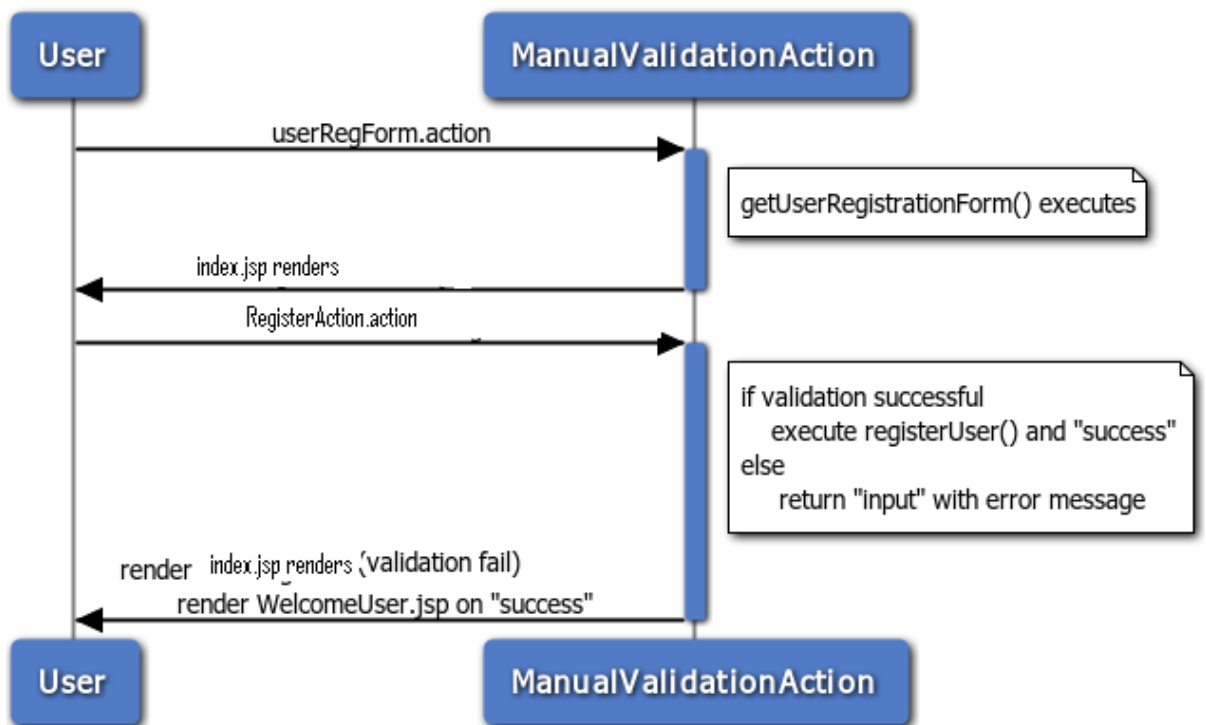 User
ManualValidationAction
userRegForm.action
getUserRegistrationForm() executes
index.jsp renders
RegisterAction.action
if validation successful
execute registerUser() and "success"
else
return "input" with error message
render index.jsp renders (validation fail)
render WelcomeUser.jsp on "success"
User
ManualValidationAction